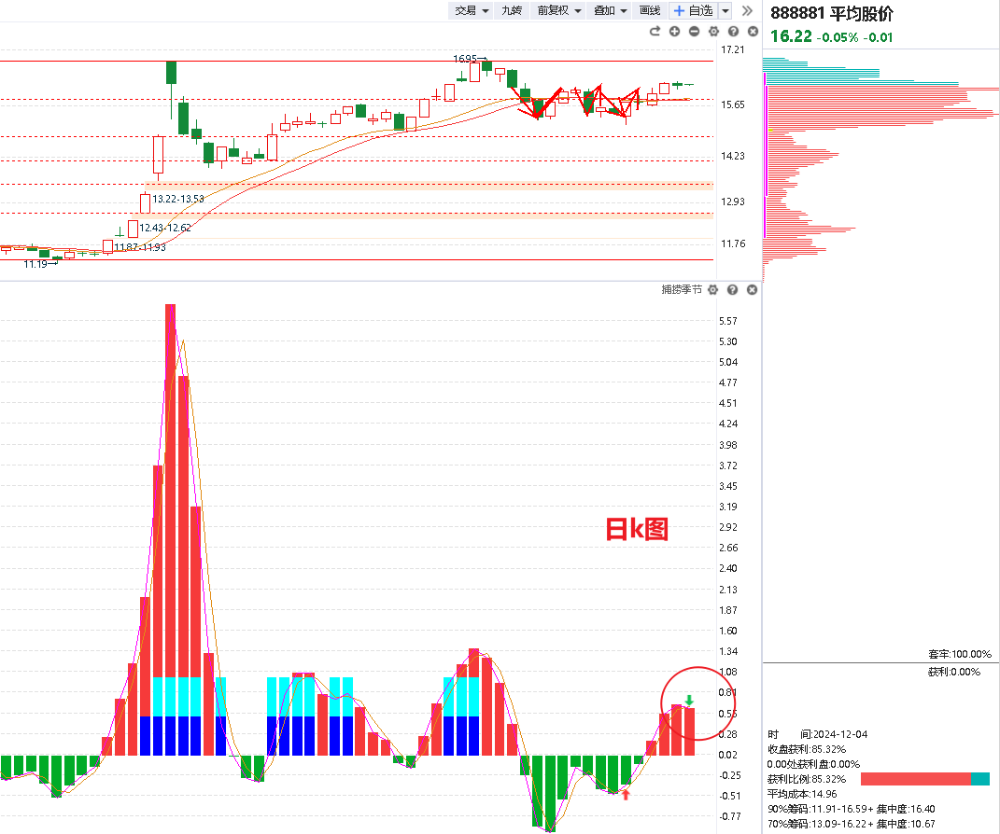 交易 九转 前复权 叠加 画线 自选
888881 平均股价
16.22 -0.05% -0.01
17.21
16.95
15.65
14.23
13.22-13.53
12.93
12.43-12.62
11.87-11.93
11.76
11.19
捕捞季节
5.57
5.30
5.04
4.77
4.51
4.24
3.98
3.72
3.45
3.19
日k图
2.92
2.66
2.40
2.13
1.87
1.60
1.34
1.08
0.81
0.55
0.28
0.02
-0.25
-0.51
-0.77
套牢:100.00%
获利:0.00%
时 间:2024-12-04
收盘获利:85.32%
0.00处获利盘:0.00%
获利比例:85.32%
平均成本:14.96
90%筹码:11.91-16.59+ 集中度:16.40
70%筹码:13.09-16.22+ 集中度:10.67